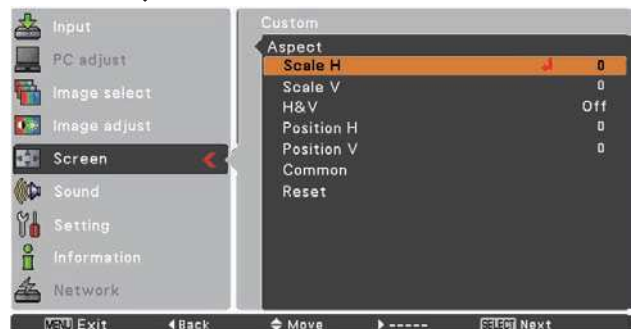 Input
PC adjust
Image select
Image adjust
Screen
Sound
Setting
Information
Network
Custom
Aspect
Scale H 0
Scale V 0
H&V Off
Position H 0
Position V 0
Common
Reset
MENU Exit Back Move ----- SELECT Next